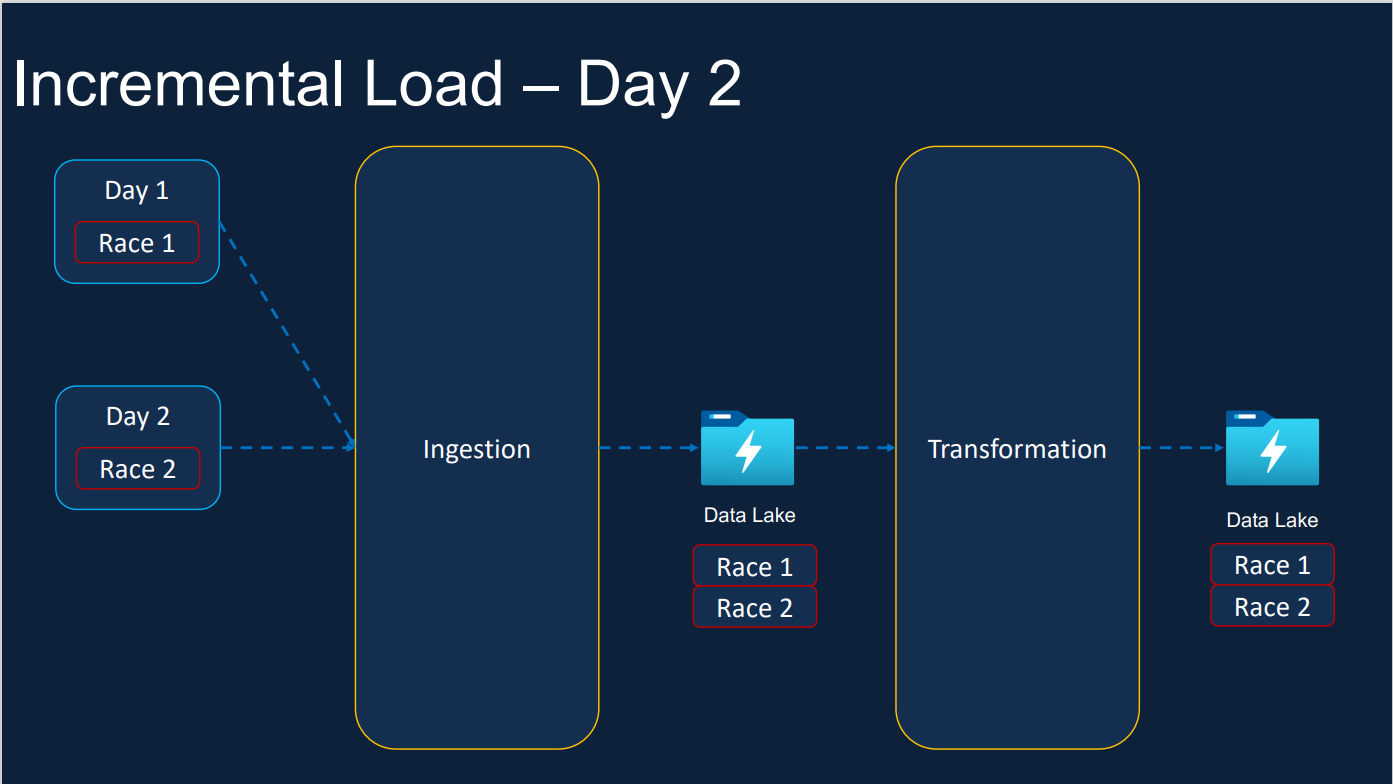 Incremental Load – Day 2
Day 1
Race 1
Day 2
Race 2
Ingestion
Data Lake
Race 1
Race 2
Transformation
Data Lake
Race 1
Race 2